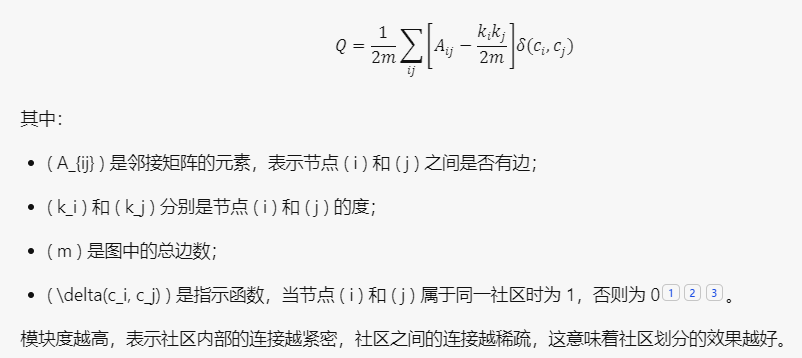 Q = \frac{1}{2m} \sum_{ij} \left[ A_{ij} - \frac{k_i k_j}{2m} \right] \delta(c_i, c_j)
其中：
• ( A_{ij} ) 是邻接矩阵的元素，表示节点 ( i ) 和 ( j ) 之间是否有边；
• ( k_i ) 和 ( k_j ) 分别是节点 ( i ) 和 ( j ) 的度；
• ( m ) 是图中的总边数；
• ( \delta(c_i, c_j) ) 是指示函数，当节点 ( i ) 和 ( j ) 属于同一社区时为 1，否则为 0 1 2 3 。
模块度越高，表示社区内部的连接越紧密，社区之间的连接越稀疏，这意味着社区划分的效果越好。